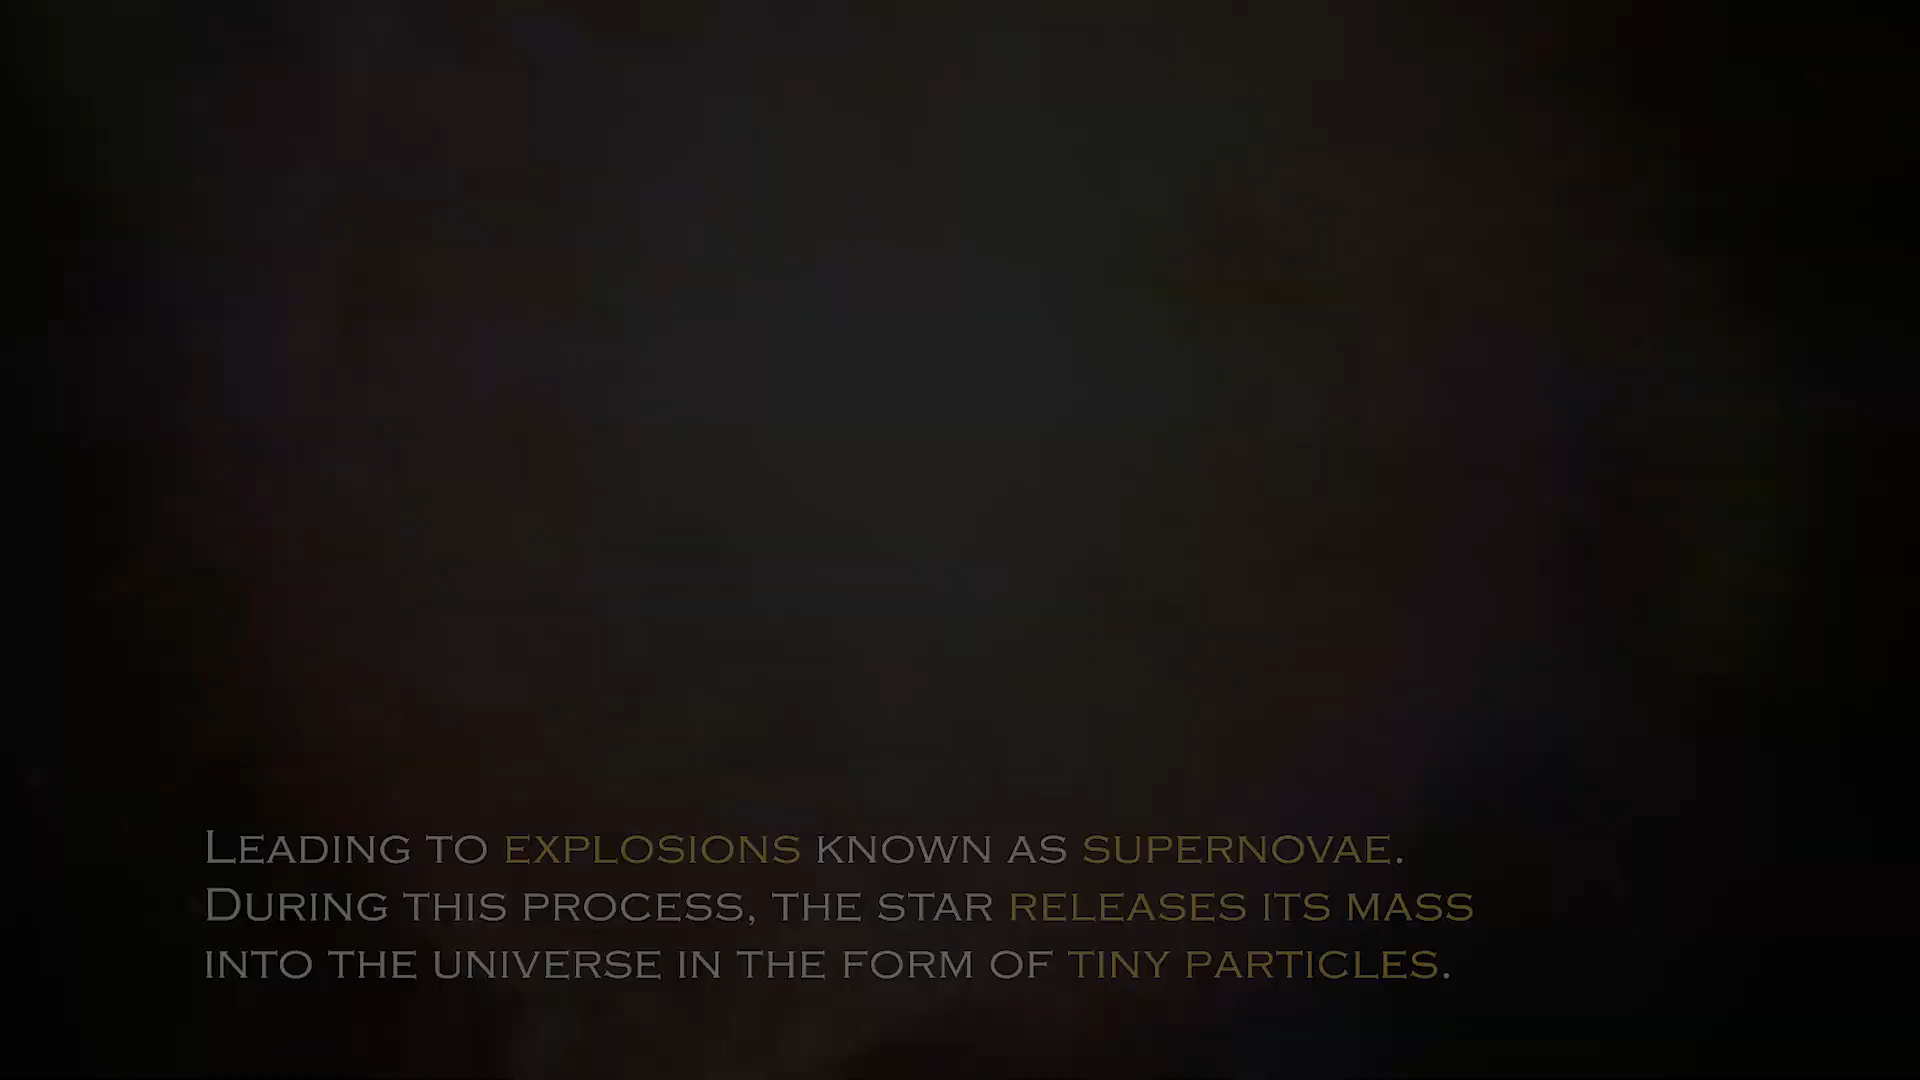 Leading to explosions known as supernovae.
During this process, the star releases its mass
into the universe in the form of tiny particles.